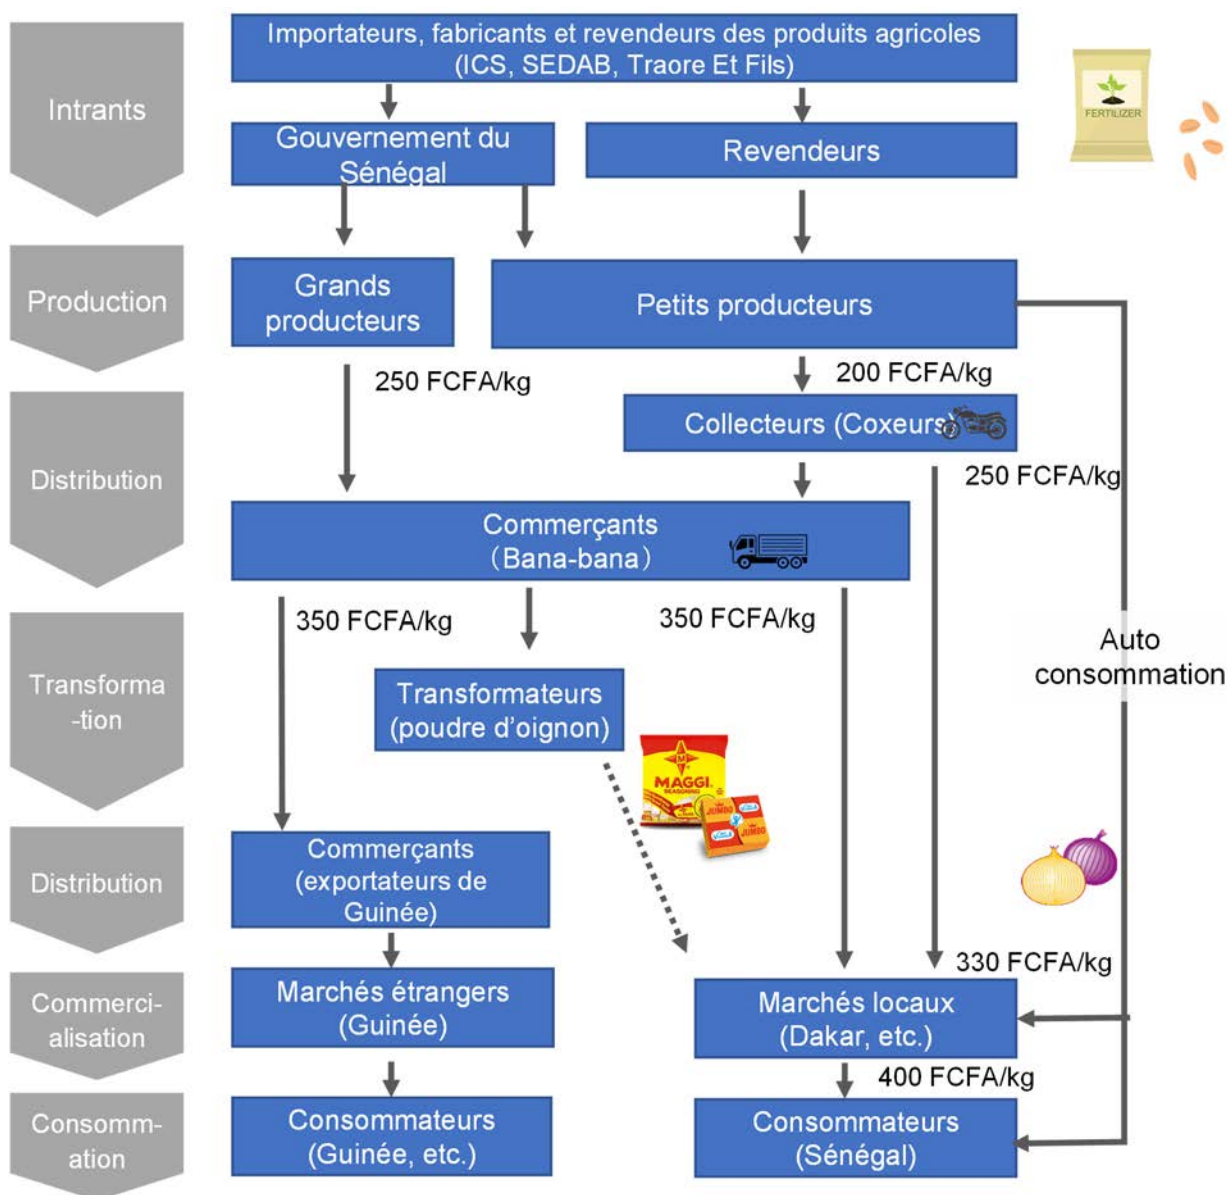 Importateurs, fabricants et revendeurs des produits agricoles
(ICS, SEDAB, Traore Et Fils)
Intrants
Gouvernement du
Sénégal
Revendeurs
FERTILIZER
Production
Grands
producteurs
Petits producteurs
250 FCFA/kg
200 FCFA/kg
Collecteurs (Coxeurs)
Distribution
250 FCFA/kg
Commerçants
(Bana-bana)
350 FCFA/kg
350 FCFA/kg
Auto
consommation
Transforma
-tion
Transformateurs
(poudre d'oignon)
MAGGI
SEASONING
JUMBO
JUMBO
Distribution
Commerçants
(exportateurs de
Guinée)
330 FCFA/kg
Commerci-
alisation
Marchés étrangers
(Guinée)
Marchés locaux
(Dakar, etc.)
400 FCFA/kg
Consomm-
ation
Consommateurs
(Guinée, etc.)
Consommateurs
(Sénégal)